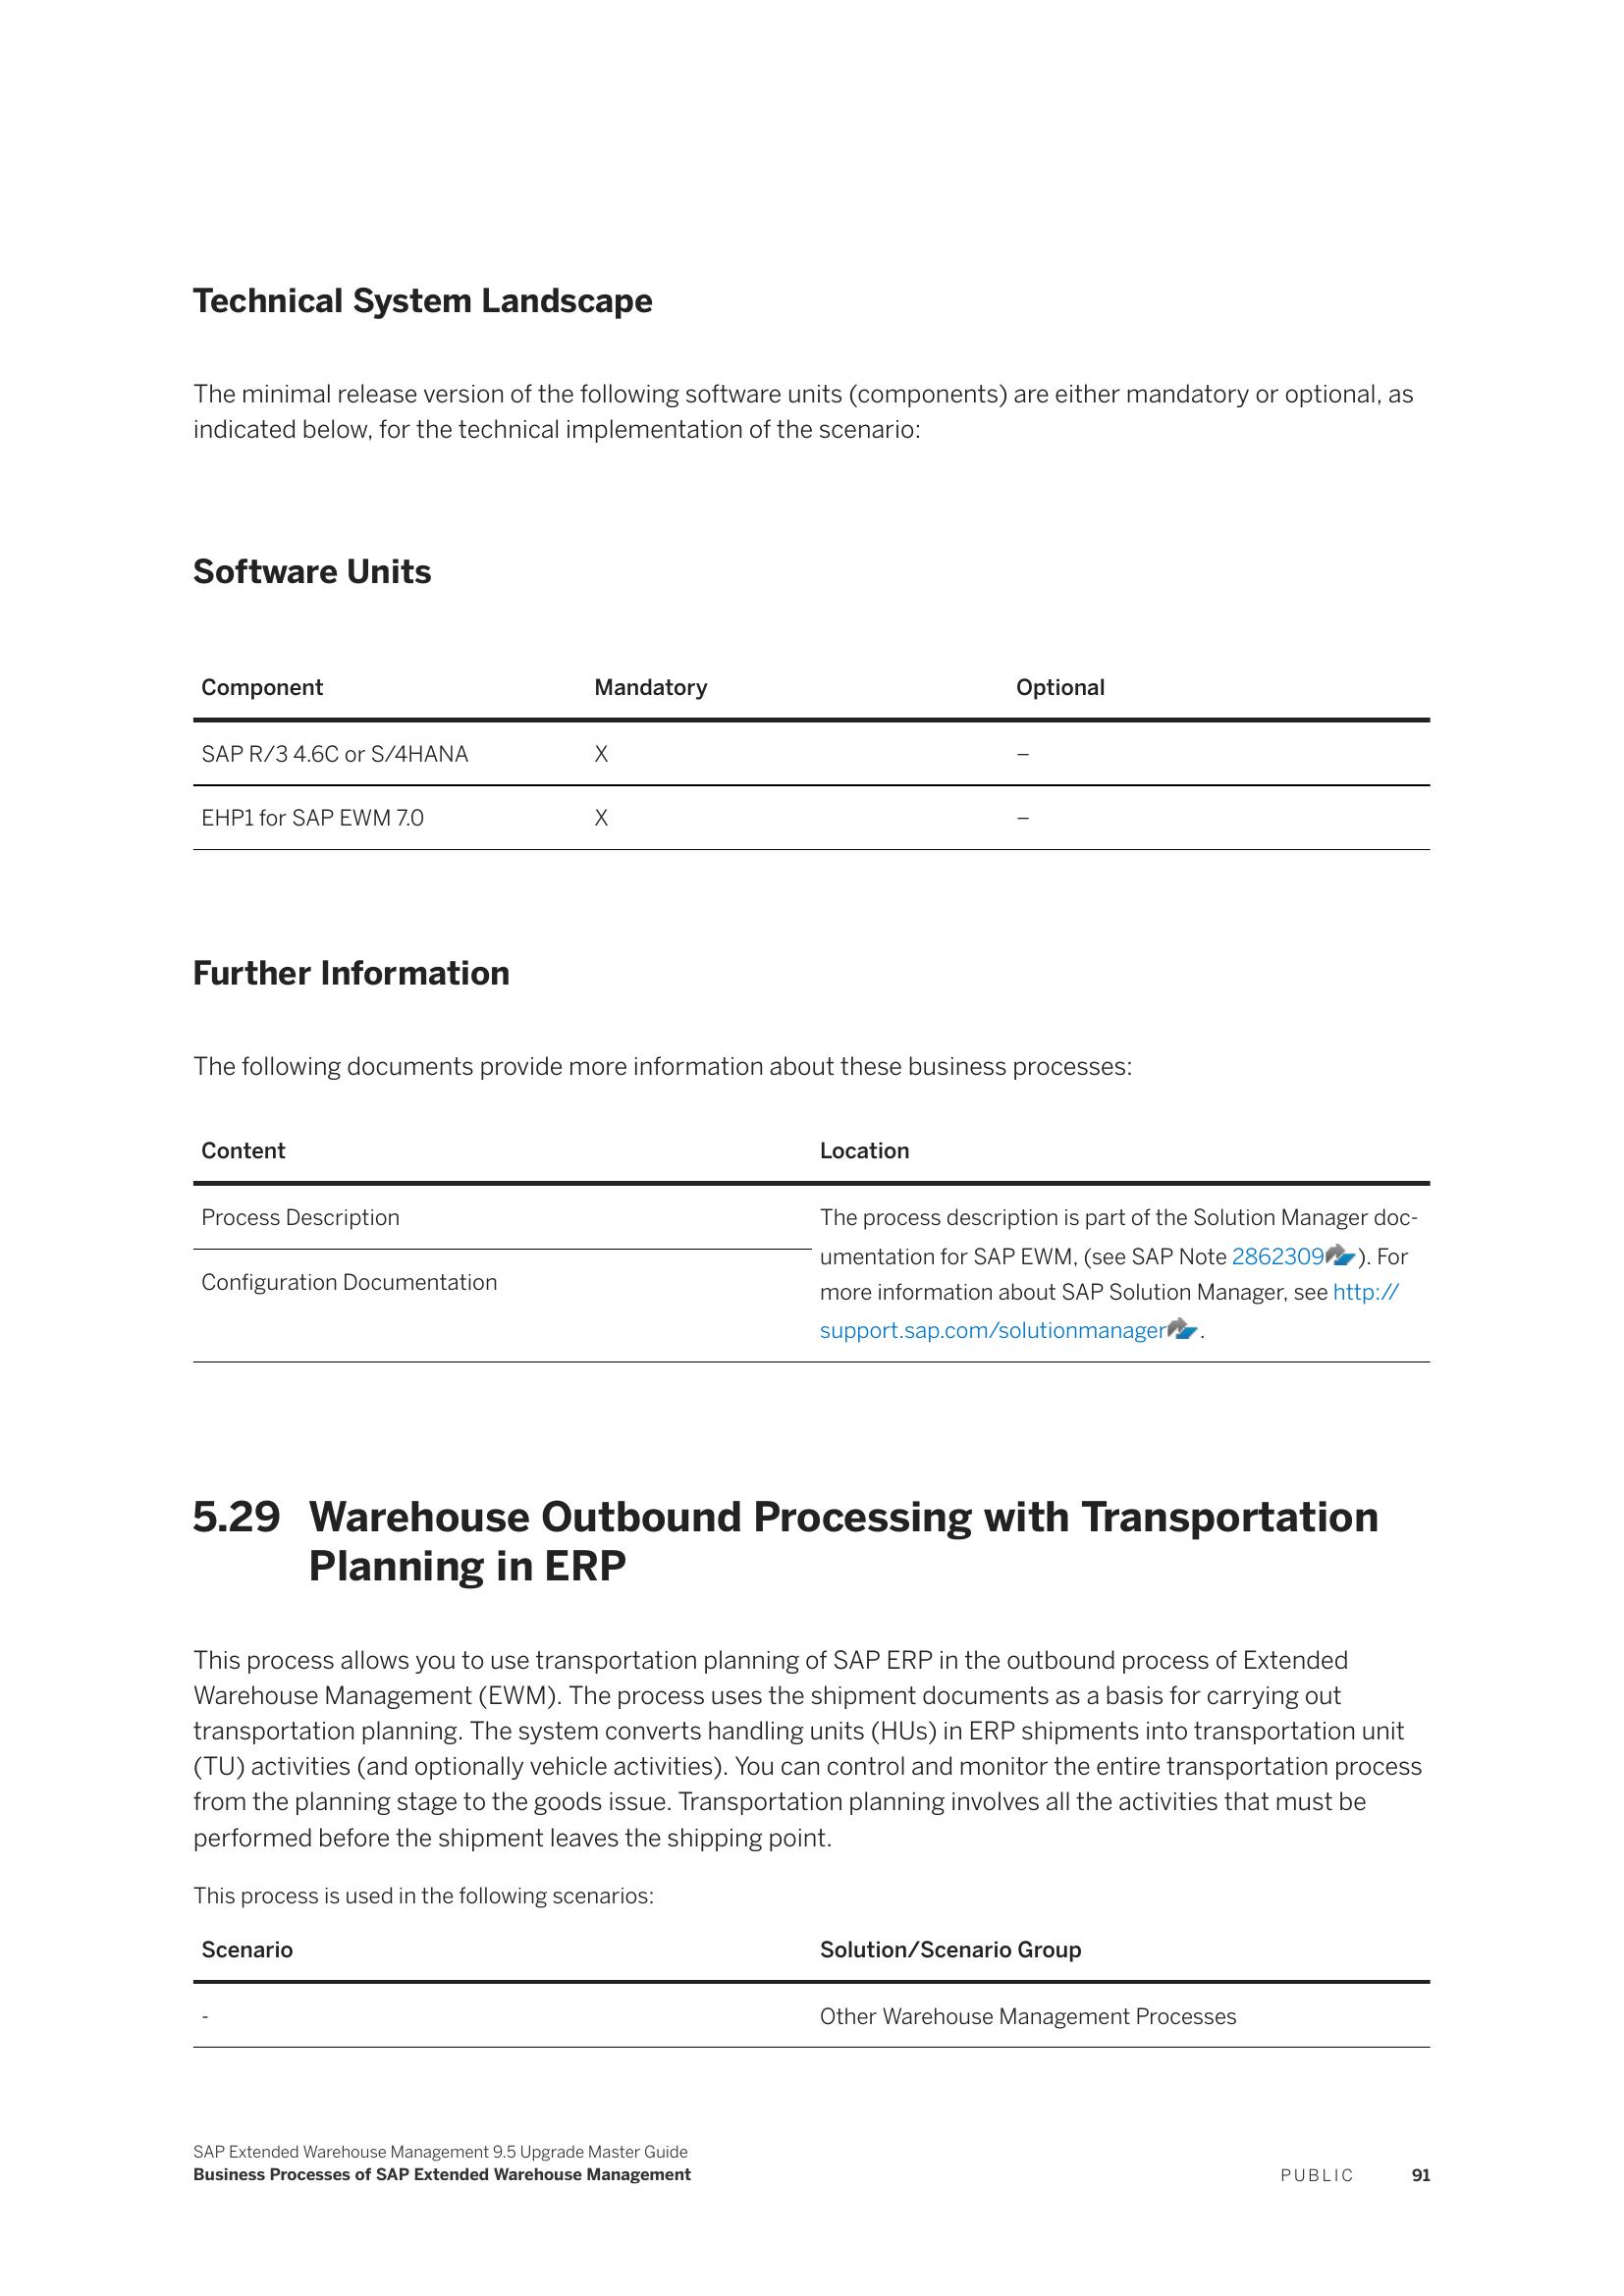 Technical System Landscape
The minimal release version of the following software units (components) are either mandatory or optional, as
indicated below, for the technical implementation of the scenario:
Software Units
Component Mandatory Optional
SAP R/3 4.6C or S/4HANA X –
EHP1 for SAP EWM 7.0 X –
Further Information
The following documents provide more information about these business processes:
Content Location
Process Description
Configuration Documentation
The process description is part of the Solution Manager doc-
umentation for SAP EWM, (see SAP Note 2862309). For
more information about SAP Solution Manager, see http://
support.sap.com/solutionmanager.
5.29 Warehouse Outbound Processing with Transportation
Planning in ERP
This process allows you to use transportation planning of SAP ERP in the outbound process of Extended
Warehouse Management (EWM). The process uses the shipment documents as a basis for carrying out
transportation planning. The system converts handling units (HUs) in ERP shipments into transportation unit
(TU) activities (and optionally vehicle activities). You can control and monitor the entire transportation process
from the planning stage to the goods issue. Transportation planning involves all the activities that must be
performed before the shipment leaves the shipping point.
This process is used in the following scenarios:
Scenario Solution/Scenario Group
- Other Warehouse Management Processes
SAP Extended Warehouse Management 9.5 Upgrade Master Guide
Business Processes of SAP Extended Warehouse Management PUBLIC 91